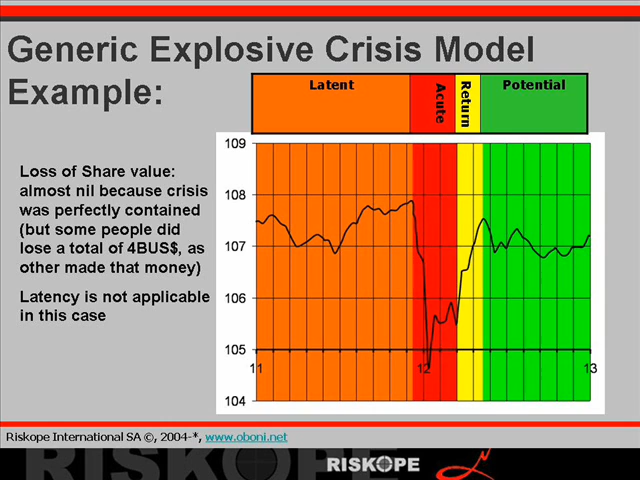 Generic Explosive Crisis Model
Example:
Latent
Acute
Return
Potential
Loss of Share value:
almost nil because crisis
was perfectly contained
(but some people did
lose a total of 4BUS$, as
other made that money)
Latency is not applicable
in this case
109
108
107
106
105
104
11
12
13
Riskope International SA ©, 2004-*, www.oboni.net
RISKOPE
RISKOPE